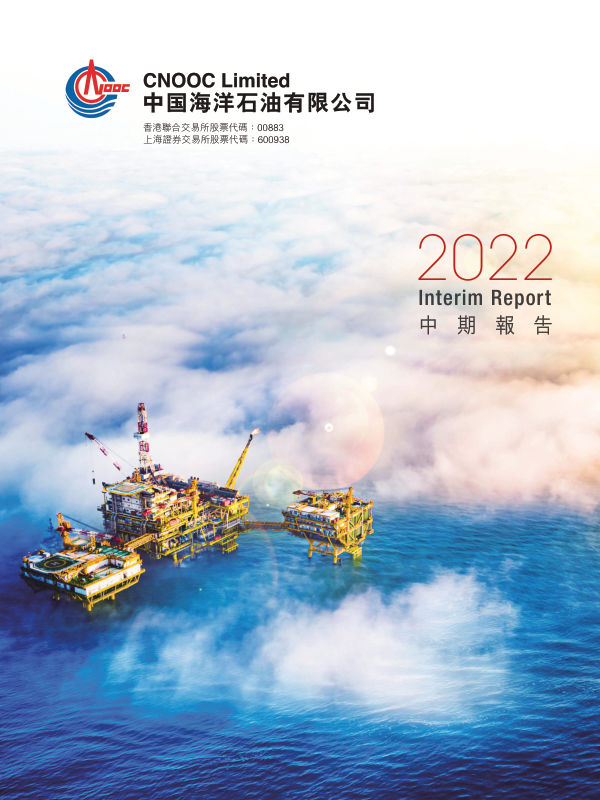 CNOOC
CNOOC Limited
中国海洋石油有限公司
香港聯合交易所股票代碼：00883
上海證券交易所股票代碼：600938
2022
Interim Report
中期報告